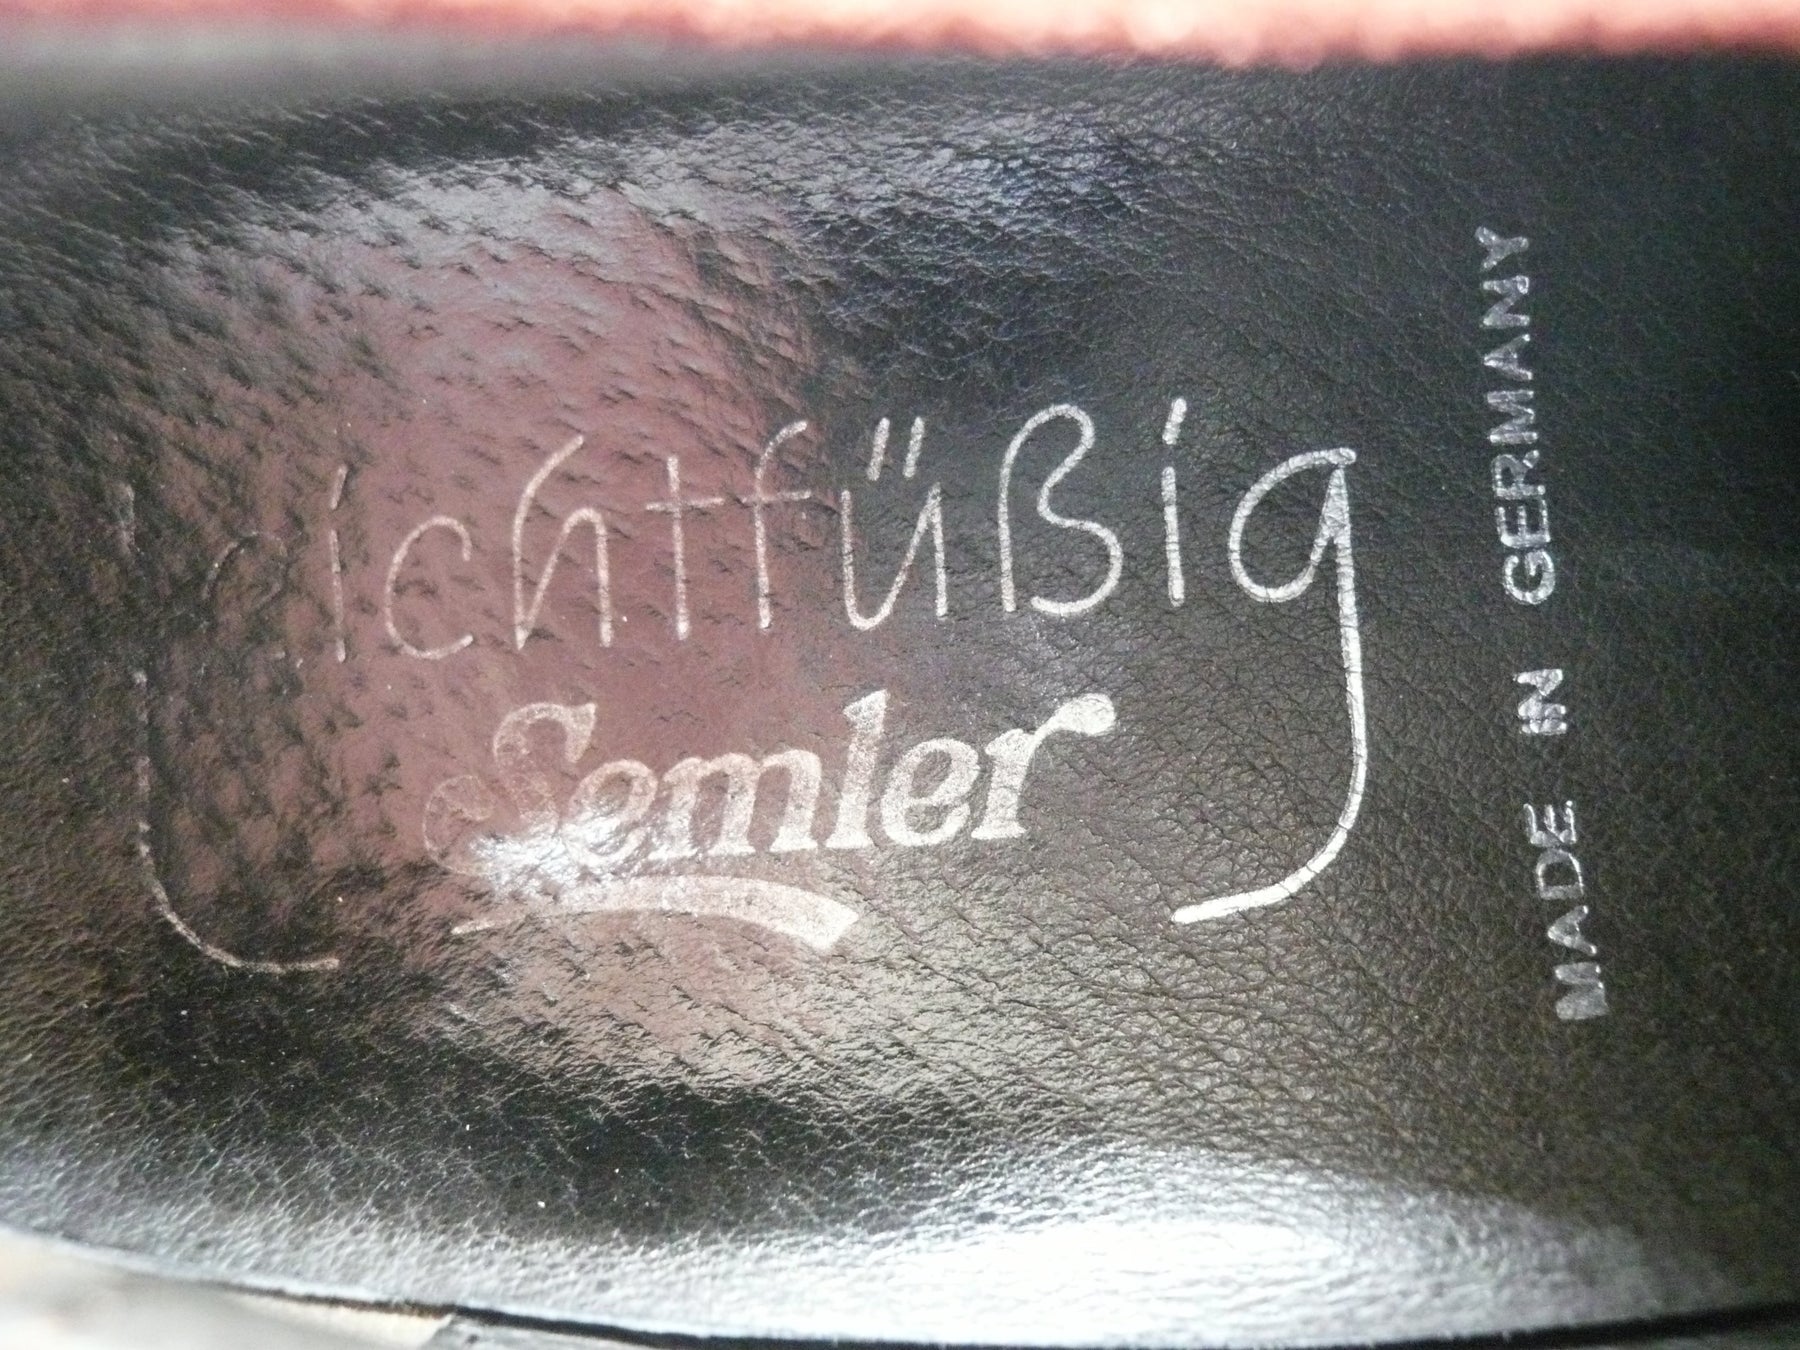 leichtfüßig
Semler
MADE IN GERMANY